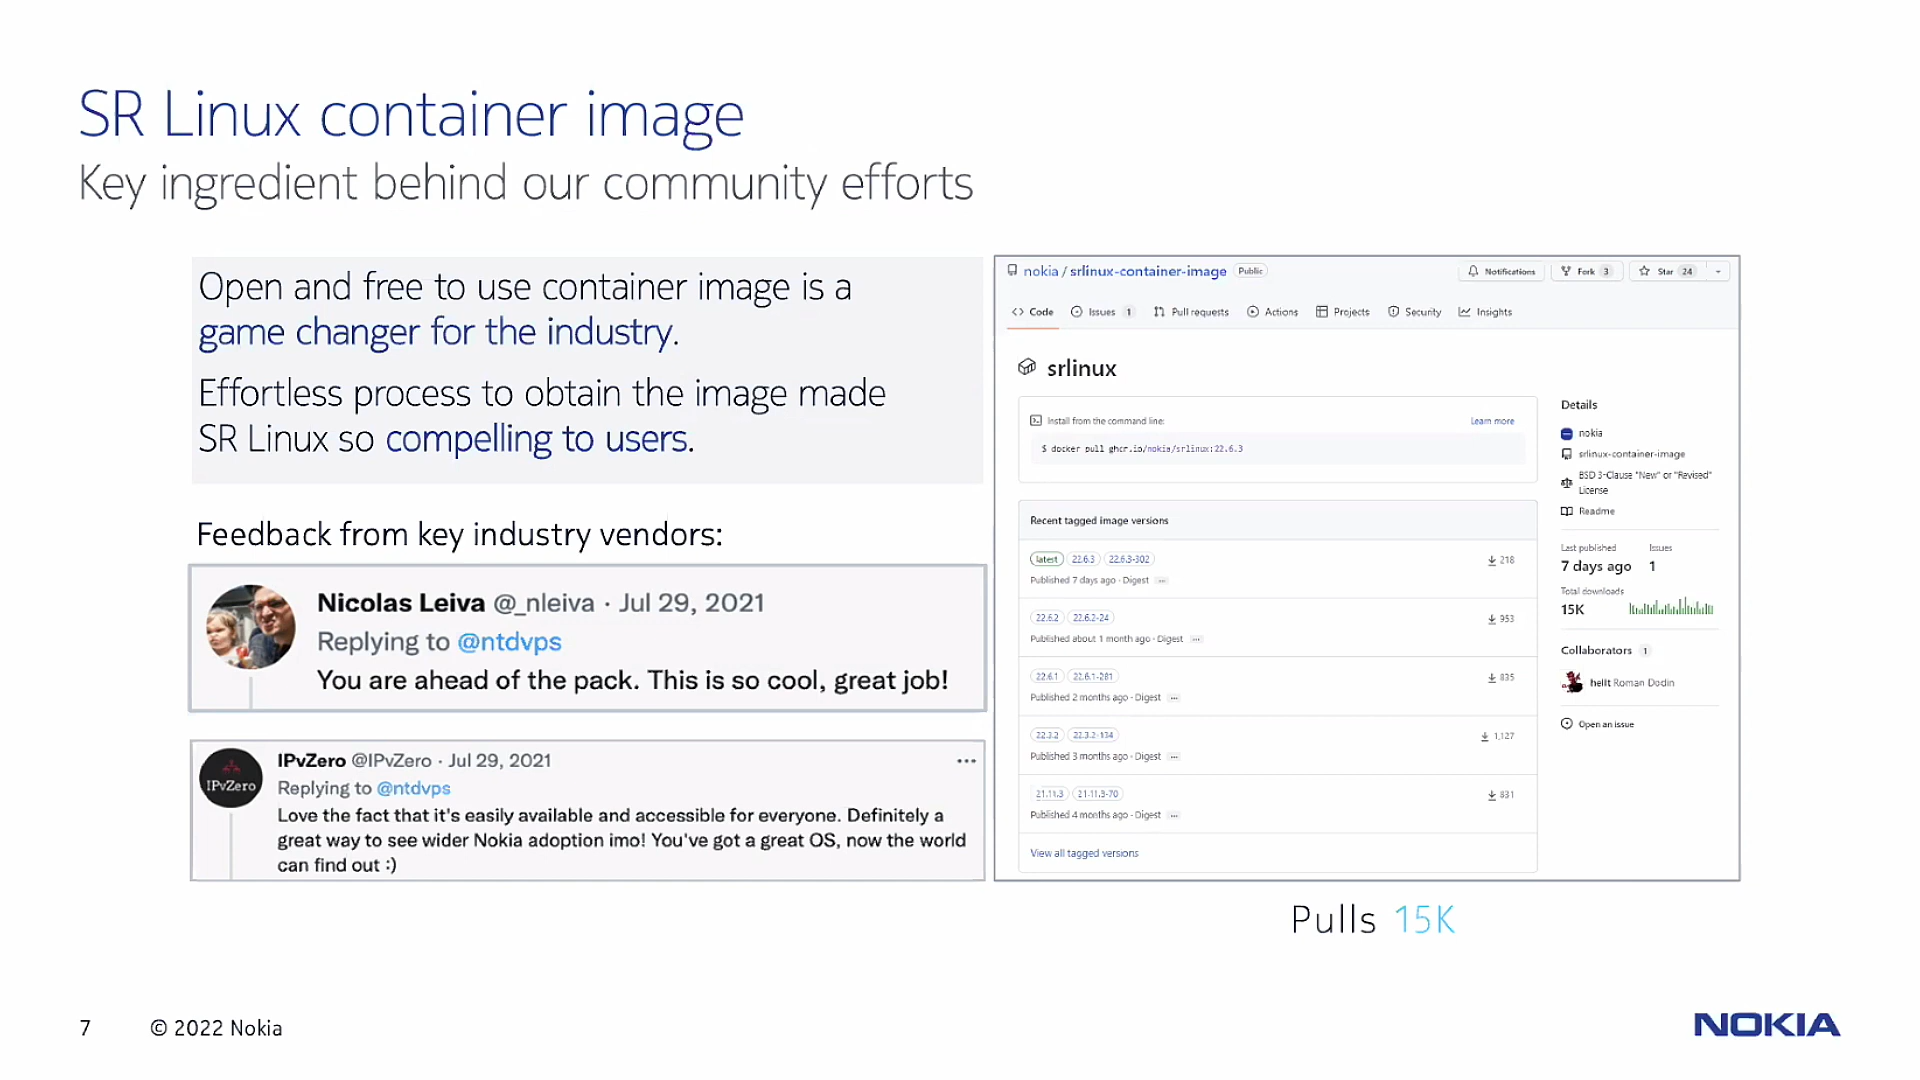 SR Linux container image
Key ingredient behind our community efforts
Open and free to use container image is a
game changer for the industry.
Effortless process to obtain the image made
SR Linux so compelling to users.
Feedback from key industry vendors:
Nicolas Leiva @_nleiva · Jul 29, 2021
Replying to @ntdvps
You are ahead of the pack. This is so cool, great job!
IPvZero
IPvZero @IPvZero · Jul 29, 2021
Replying to @ntdvps
Love the fact that it's easily available and accessible for everyone. Definitely a
great way to see wider Nokia adoption imo! You've got a great OS, now the world
can find out :)
nokia / srlinux-container-image Public
Notifications Fork 3 Star 24
Code Issues 1 Pull requests Actions Projects Security Insights
srlinux
Install from the command line: Learn more
$ docker pull ghcr.io/nokia/srlinux:22.6.3
Recent tagged image versions
latest 22.6.3 22.6.3-302 218
Published 7 days ago · Digest ...
22.6.2 22.6.2-24 953
Published about 1 month ago · Digest ...
22.6.1 22.6.1-281 835
Published 2 months ago · Digest ...
22.3.2 22.3.2-134 1,127
Published 3 months ago · Digest ...
21.11.3 21.11.3-70 831
Published 4 months ago · Digest ...
View all tagged versions
Details
nokia
srlinux-container-image
BSD 3-Clause "New" or "Revised"
License
Readme
Last published Issues
7 days ago 1
Total downloads
15K
Collaborators 1
hellt Roman Dodin
Open an issue
Pulls 15K
7 © 2022 Nokia
NOKIA